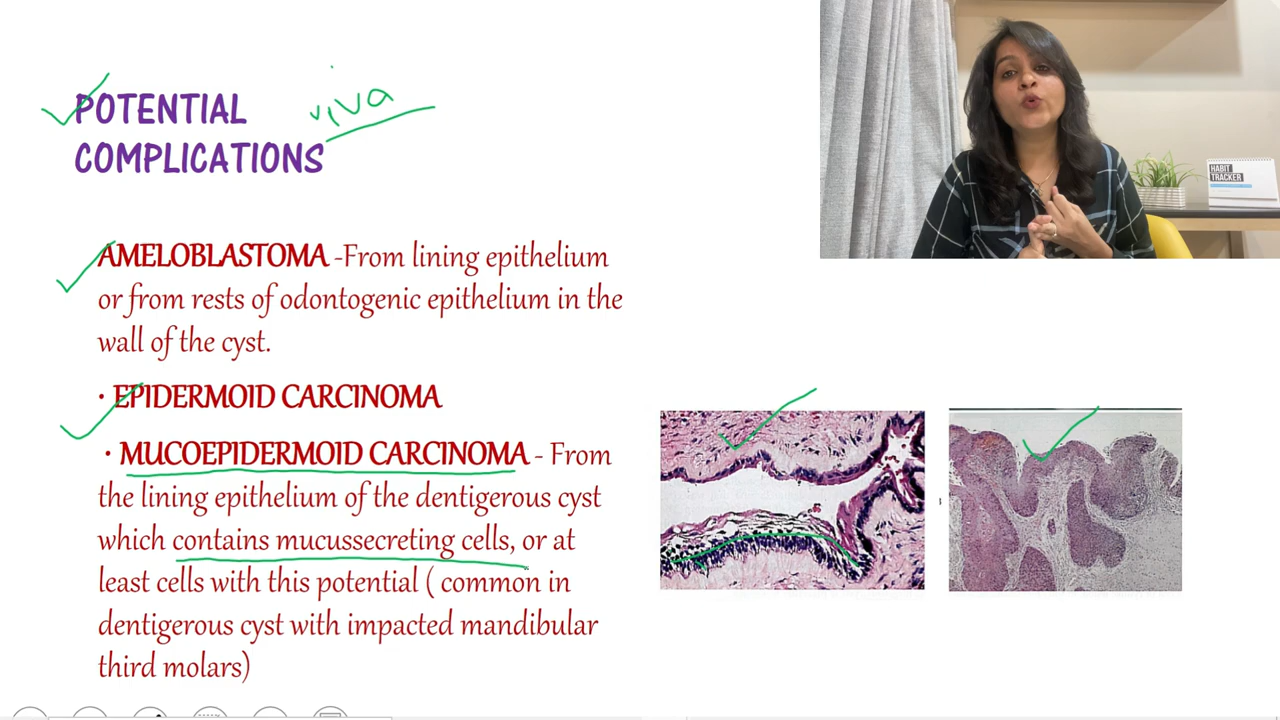 POTENTIAL
COMPLICATIONS
viva
AMELOBLASTOMA -From lining epithelium
or from rests of odontogenic epithelium in the
wall of the cyst.
• EPIDERMOID CARCINOMA
• MUCOEPIDERMOID CARCINOMA - From
the lining epithelium of the dentigerous cyst
which contains mucussecreting cells, or at
least cells with this potential ( common in
dentigerous cyst with impacted mandibular
third molars)
HABIT
TRACKER